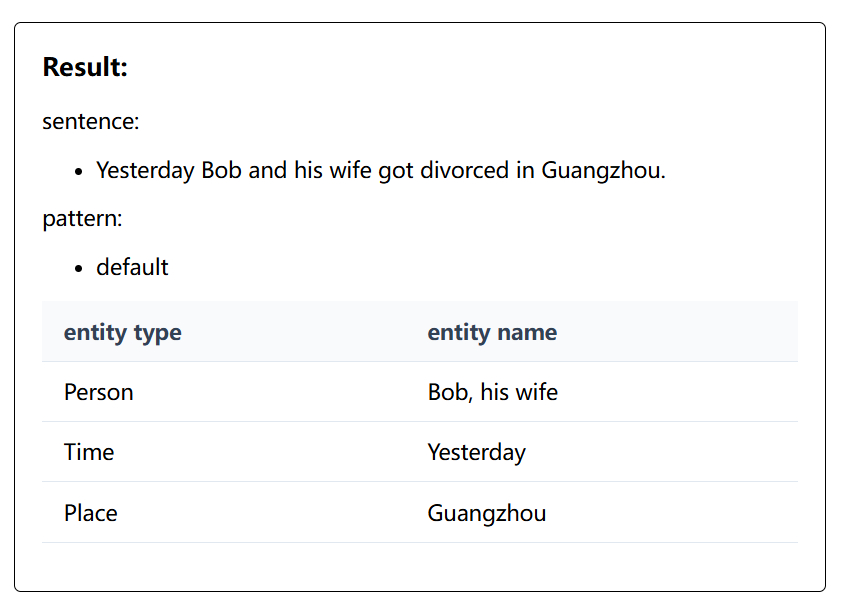 Result:
sentence:
• Yesterday Bob and his wife got divorced in Guangzhou.
pattern:
• default
entity type entity name
Person Bob, his wife
Time Yesterday
Place Guangzhou